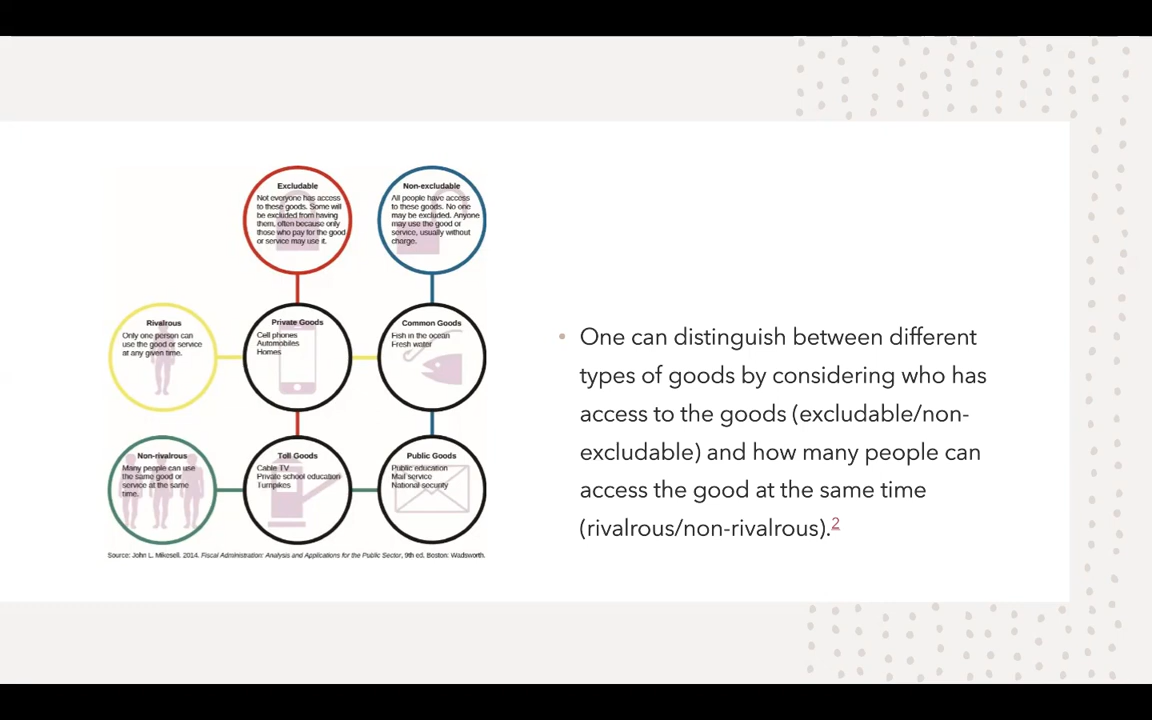 Excludable
Not everyone has access
to these goods. Some will
be excluded from having
them, often because only
those who pay for the good
or service may use it.
Non-excludable
All people have access
to these goods. No one
may be excluded. Anyone
may use the good or
service, usually without
charge.
Rivalrous
Only one person can
use the good or service
at any given time.
Private Goods
Cell phones
Automobiles
Homes
Common Goods
Fish in the ocean
Fresh water
Non-rivalrous
Many people can use
the same good or
service at the same
time.
Toll Goods
Cable TV
Private school education
Turnpikes
Public Goods
Public education
Mail service
National security
Source: John L. Mikesell. 2014. Fiscal Administration: Analysis and Applications for the Public Sector, 9th ed. Boston: Wadsworth.
• One can distinguish between different
types of goods by considering who has
access to the goods (excludable/non-
excludable) and how many people can
access the good at the same time
(rivalrous/non-rivalrous).2